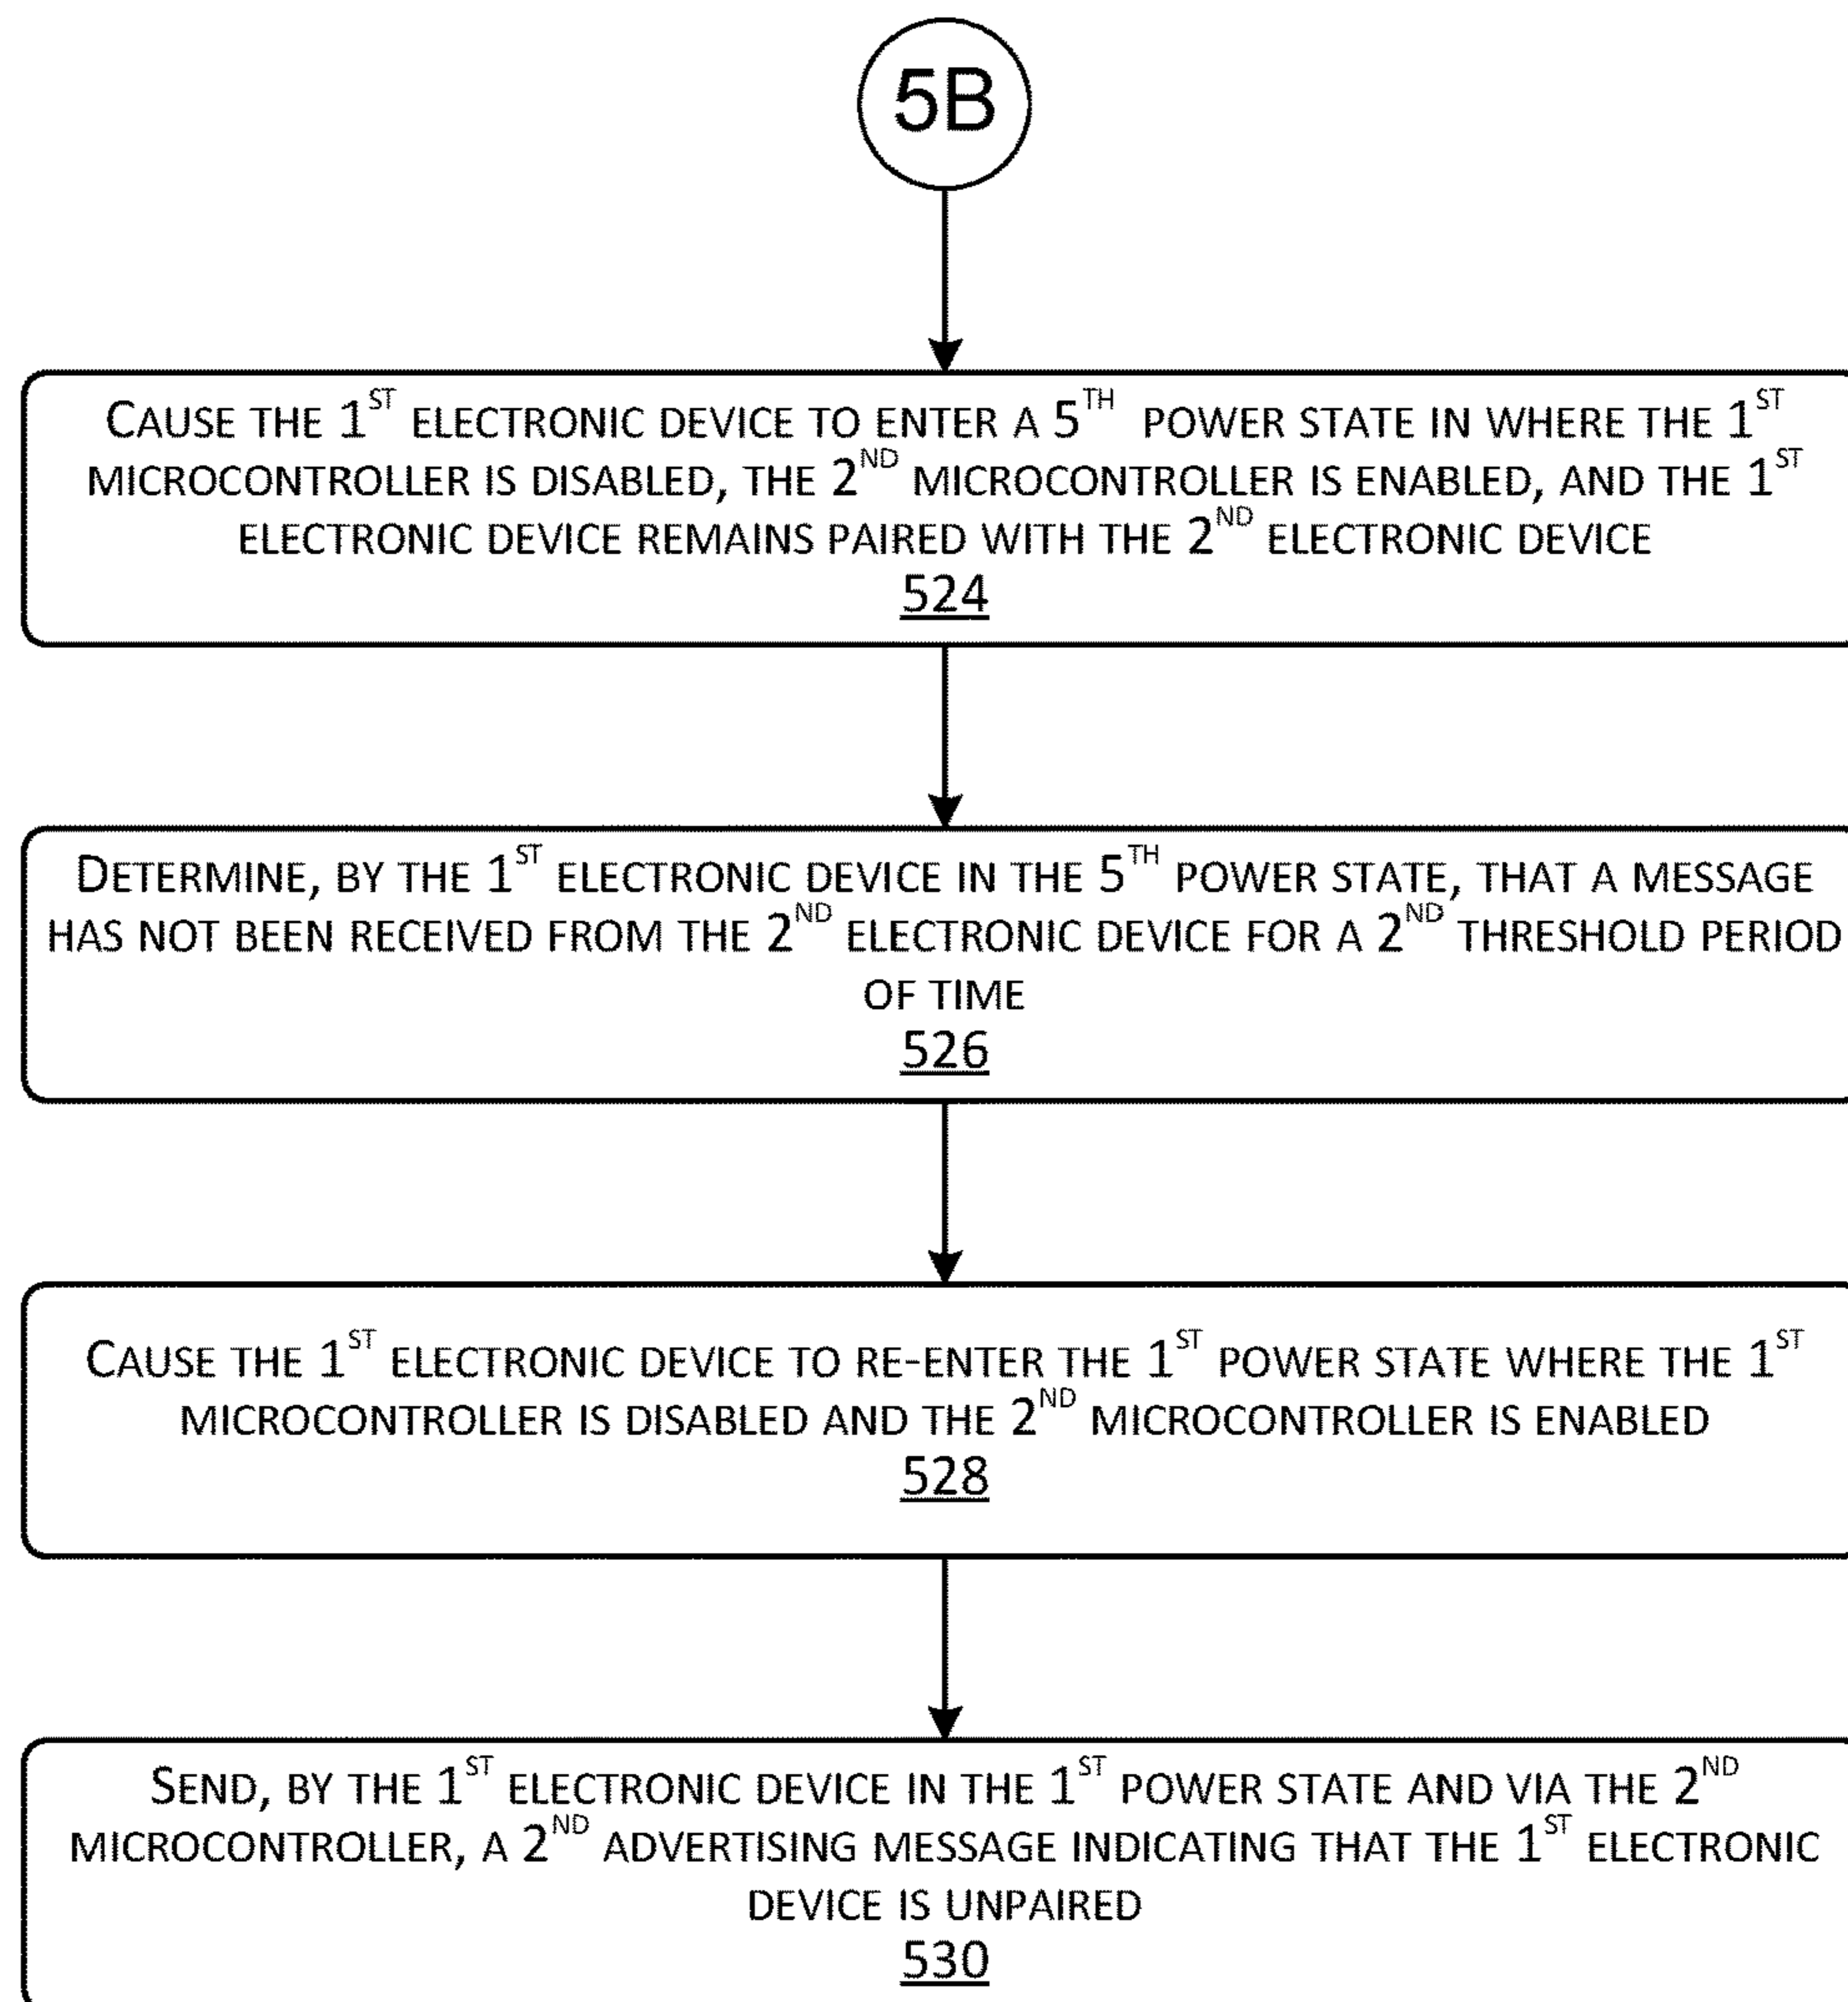 5B
CAUSE THE 1ST ELECTRONIC DEVICE TO ENTER A 5TH POWER STATE IN WHERE THE 1ST
MICROCONTROLLER IS DISABLED, THE 2ND MICROCONTROLLER IS ENABLED, AND THE 1ST
ELECTRONIC DEVICE REMAINS PAIRED WITH THE 2ND ELECTRONIC DEVICE
524
DETERMINE, BY THE 1ST ELECTRONIC DEVICE IN THE 5TH POWER STATE, THAT A MESSAGE
HAS NOT BEEN RECEIVED FROM THE 2ND ELECTRONIC DEVICE FOR A 2ND THRESHOLD PERIOD
OF TIME
526
CAUSE THE 1ST ELECTRONIC DEVICE TO RE-ENTER THE 1ST POWER STATE WHERE THE 1ST
MICROCONTROLLER IS DISABLED AND THE 2ND MICROCONTROLLER IS ENABLED
528
SEND, BY THE 1ST ELECTRONIC DEVICE IN THE 1ST POWER STATE AND VIA THE 2ND
MICROCONTROLLER, A 2ND ADVERTISING MESSAGE INDICATING THAT THE 1ST ELECTRONIC
DEVICE IS UNPAIRED
530